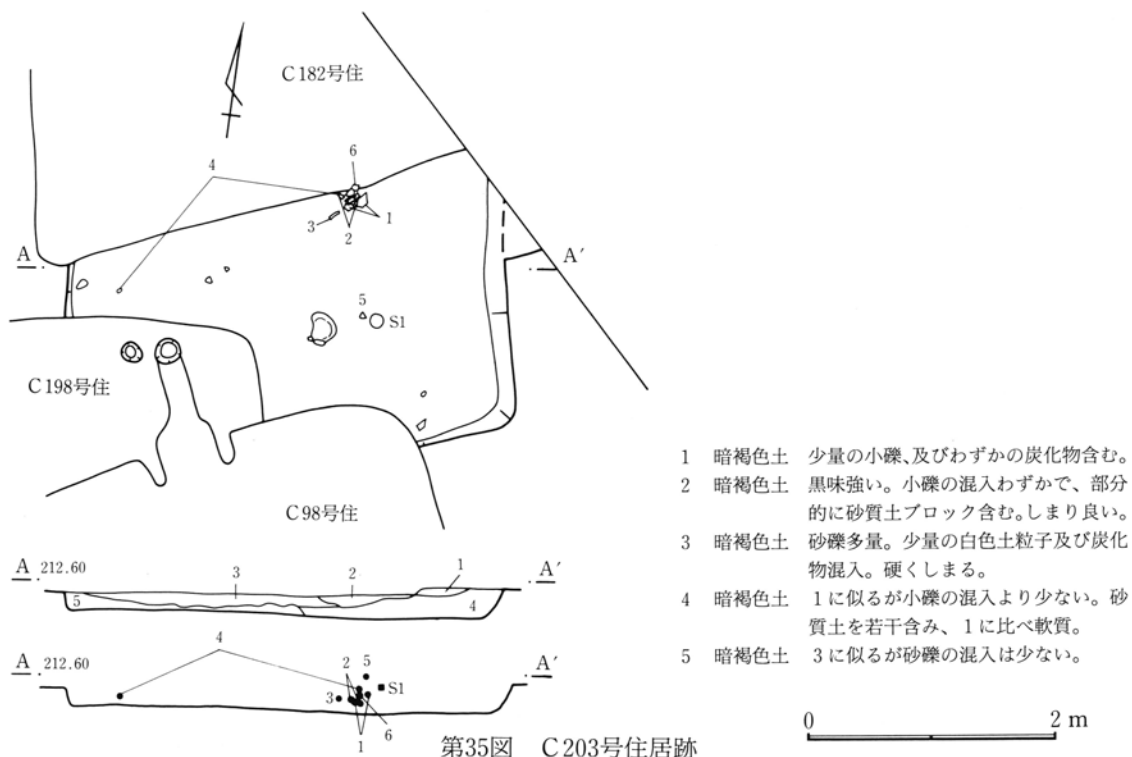 C182号住
6
4
3
1
2
A
A′
5
S1
C198号住
C98号住
A
212.60
3
2
1
A′
5
4
A
212.60
4
2
5
A′
3
S1
1
6
1 暗褐色土 少量の小礫、及びわずかの炭化物含む。
2 暗褐色土 黒味強い。小礫の混入わずかで、部分
的に砂質土ブロック含む。しまり良い。
3 暗褐色土 砂礫多量。少量の白色土粒子及び炭化
物混入。硬くしまる。
4 暗褐色土 1に似るが小礫の混入より少ない。砂
質土を若干含み、1に比べ軟質。
5 暗褐色土 3に似るが砂礫の混入は少ない。
0 2 m
第35図 C203号住居跡